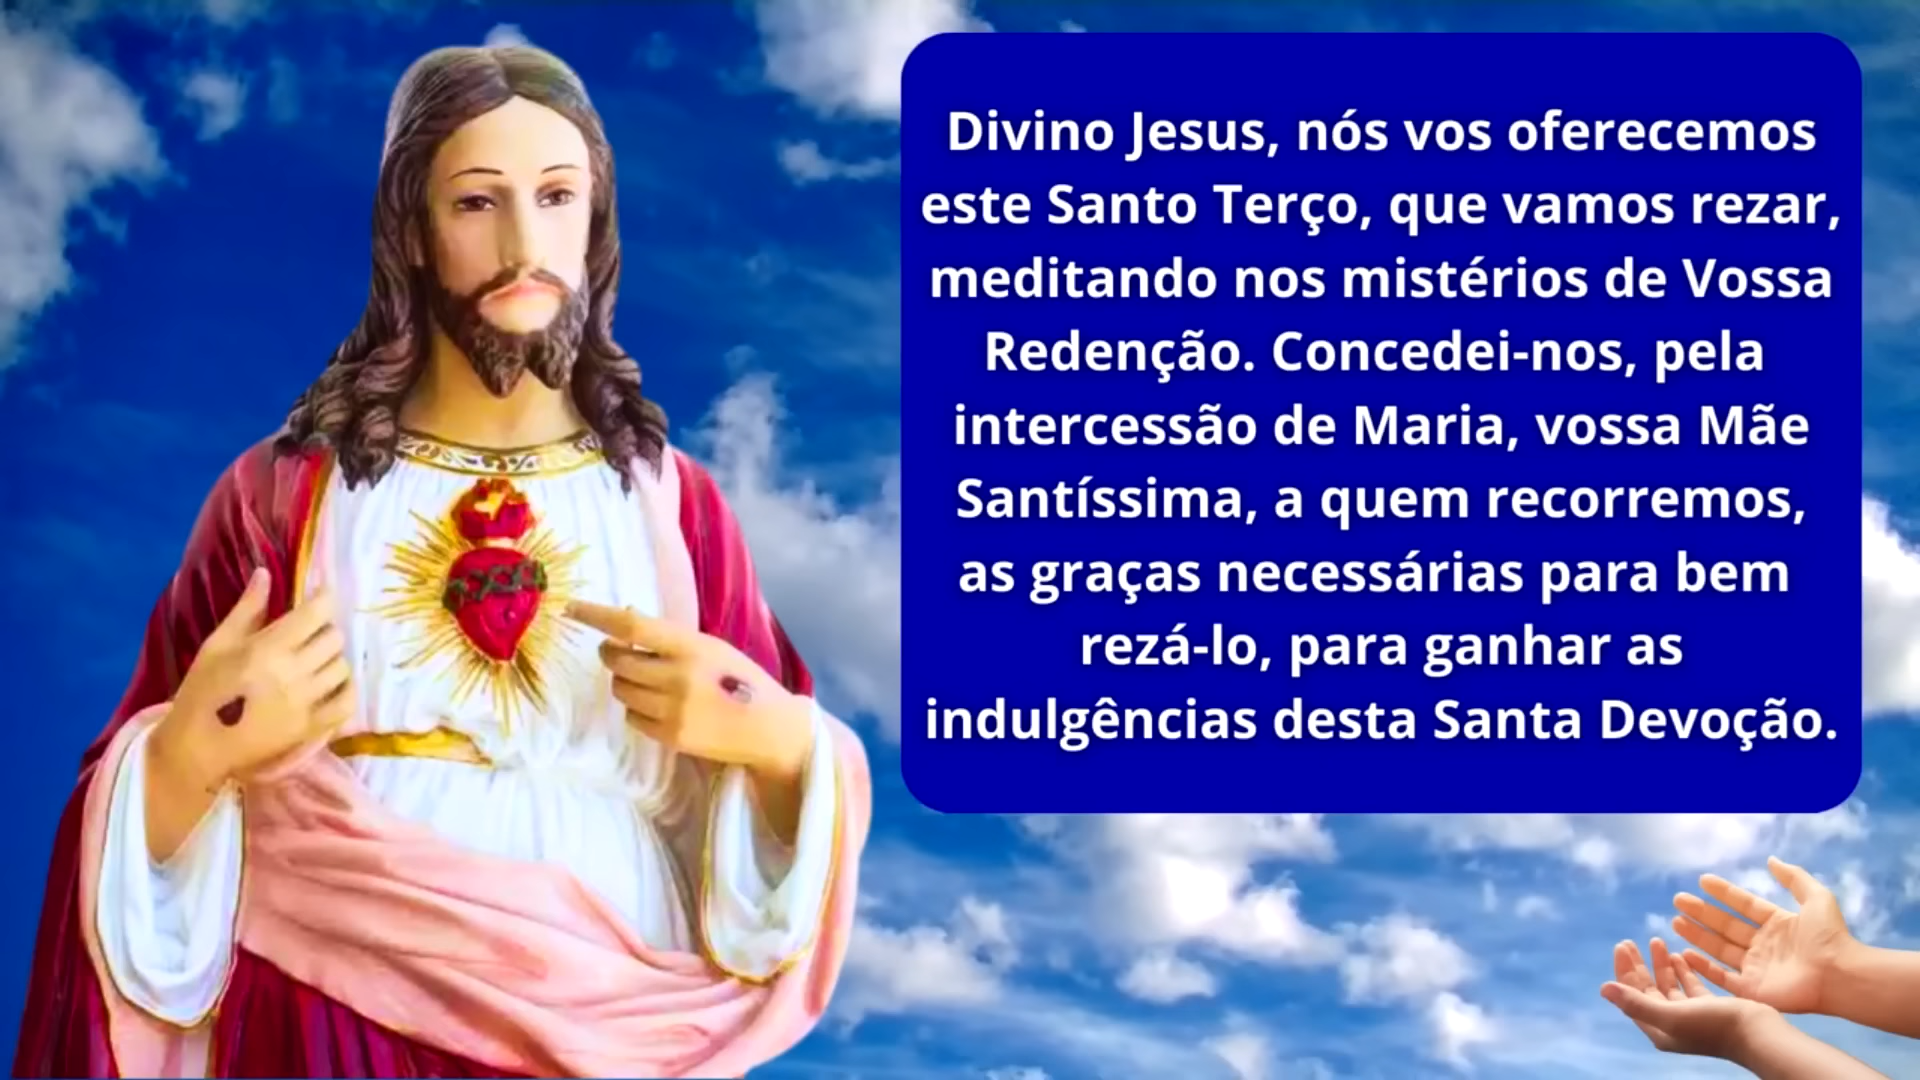 Divino Jesus, nós vos oferecemos
este Santo Terço, que vamos rezar,
meditando nos mistérios de Vossa
Redenção. Concedei-nos, pela
intercessão de Maria, vossa Mãe
Santíssima, a quem recorremos,
as graças necessárias para bem
rezá-lo, para ganhar as
indulgências desta Santa Devoção.